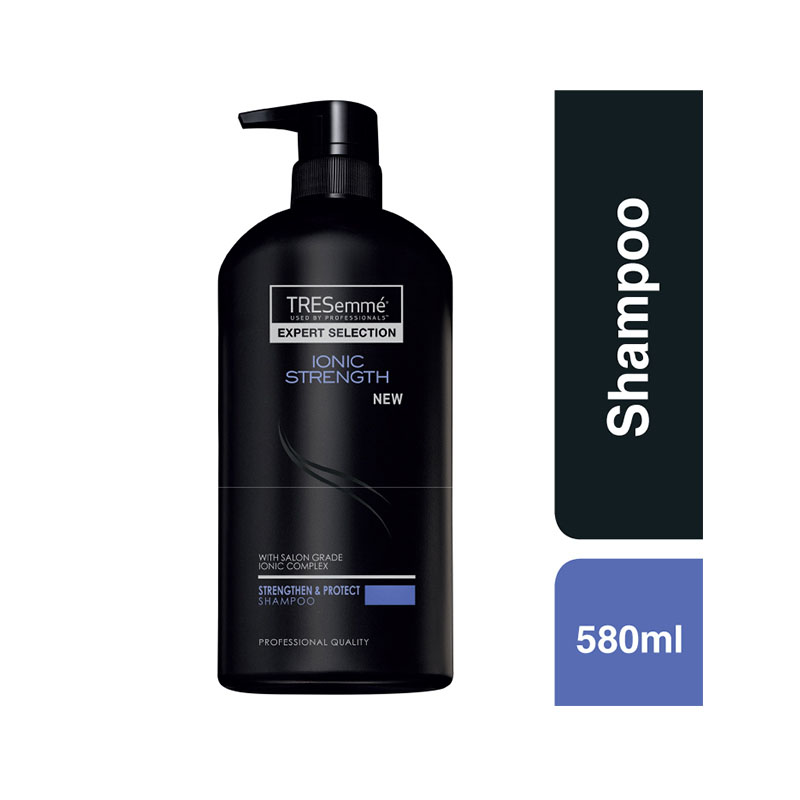 TRESemmé
USED BY PROFESSIONALS™
EXPERT SELECTION
IONIC
STRENGTH
NEW
WITH SALON GRADE
IONIC COMPLEX
STRENGTHEN & PROTECT
SHAMPOO
PROFESSIONAL QUALITY
Shampoo
580ml